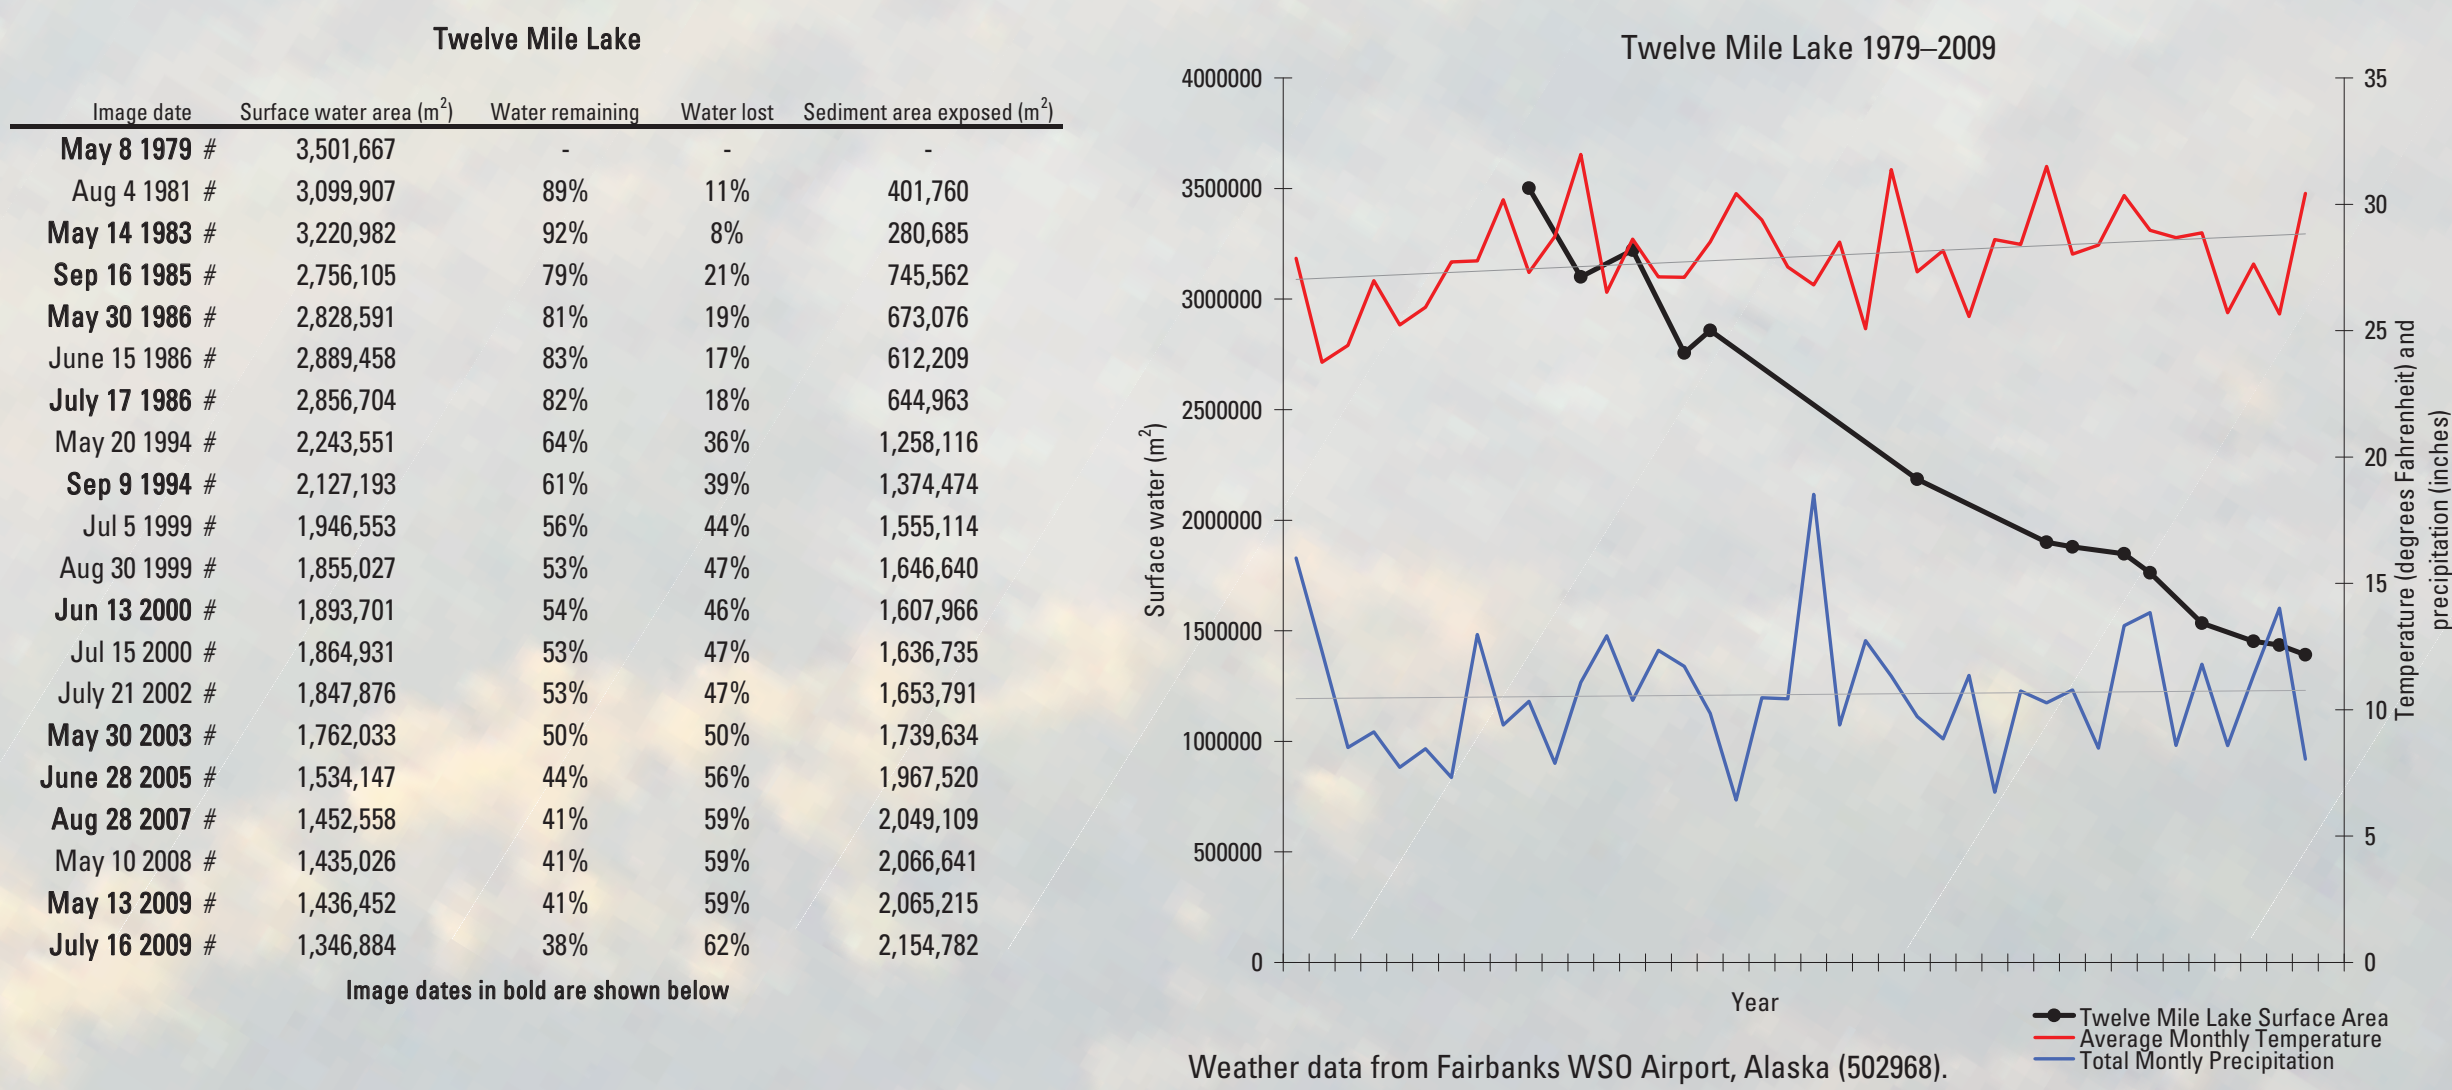 Twelve Mile Lake
Image date Surface water area (m2) Water remaining Water lost Sediment area exposed (m2)
May 8 1979 # 3,501,667 - - -
Aug 4 1981 # 3,099,907 89% 11% 401,760
May 14 1983 # 3,220,982 92% 8% 280,685
Sep 16 1985 # 2,756,105 79% 21% 745,562
May 30 1986 # 2,828,591 81% 19% 673,076
June 15 1986 # 2,889,458 83% 17% 612,209
July 17 1986 # 2,856,704 82% 18% 644,963
May 20 1994 # 2,243,551 64% 36% 1,258,116
Sep 9 1994 # 2,127,193 61% 39% 1,374,474
Jul 5 1999 # 1,946,553 56% 44% 1,555,114
Aug 30 1999 # 1,855,027 53% 47% 1,646,640
Jun 13 2000 # 1,893,701 54% 46% 1,607,966
Jul 15 2000 # 1,864,931 53% 47% 1,636,735
July 21 2002 # 1,847,876 53% 47% 1,653,791
May 30 2003 # 1,762,033 50% 50% 1,739,634
June 28 2005 # 1,534,147 44% 56% 1,967,520
Aug 28 2007 # 1,452,558 41% 59% 2,049,109
May 10 2008 # 1,435,026 41% 59% 2,066,641
May 13 2009 # 1,436,452 41% 59% 2,065,215
July 16 2009 # 1,346,884 38% 62% 2,154,782
Image dates in bold are shown below
Twelve Mile Lake 1979–2009
4000000
3500000
3000000
2500000
2000000
1500000
1000000
500000
0
Surface water (m2)
35
30
25
20
15
10
5
0
Temperature (degrees Fahrenheit) and
precipitation (inches)
Year
Twelve Mile Lake Surface Area
Average Monthly Temperature
Total Montly Precipitation
Weather data from Fairbanks WSO Airport, Alaska (502968).